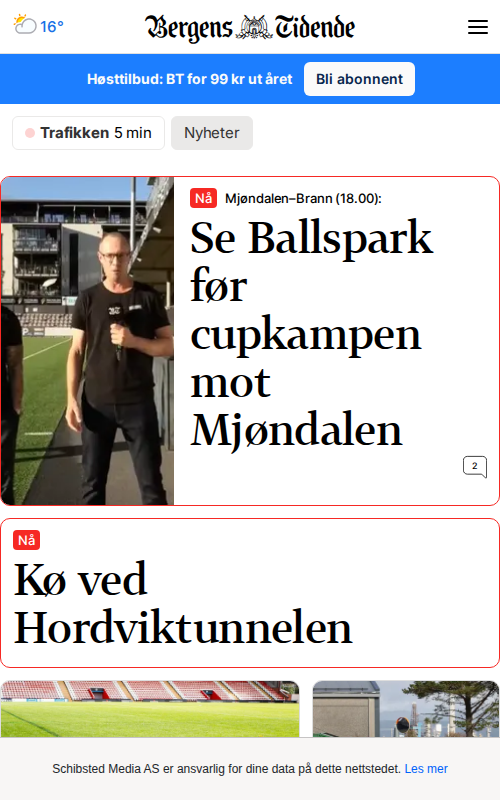 16°
Bergens Tidende
Høsttilbud: BT for 99 kr ut året
Bli abonnent
Trafikken 5 min
Nyheter
Nå Mjøndalen–Brann (18.00):
Se Ballspark
før
cupkampen
mot
Mjøndalen
2
Nå
Kø ved
Hordviktunnelen
Schibsted Media AS er ansvarlig for dine data på dette nettstedet. Les mer